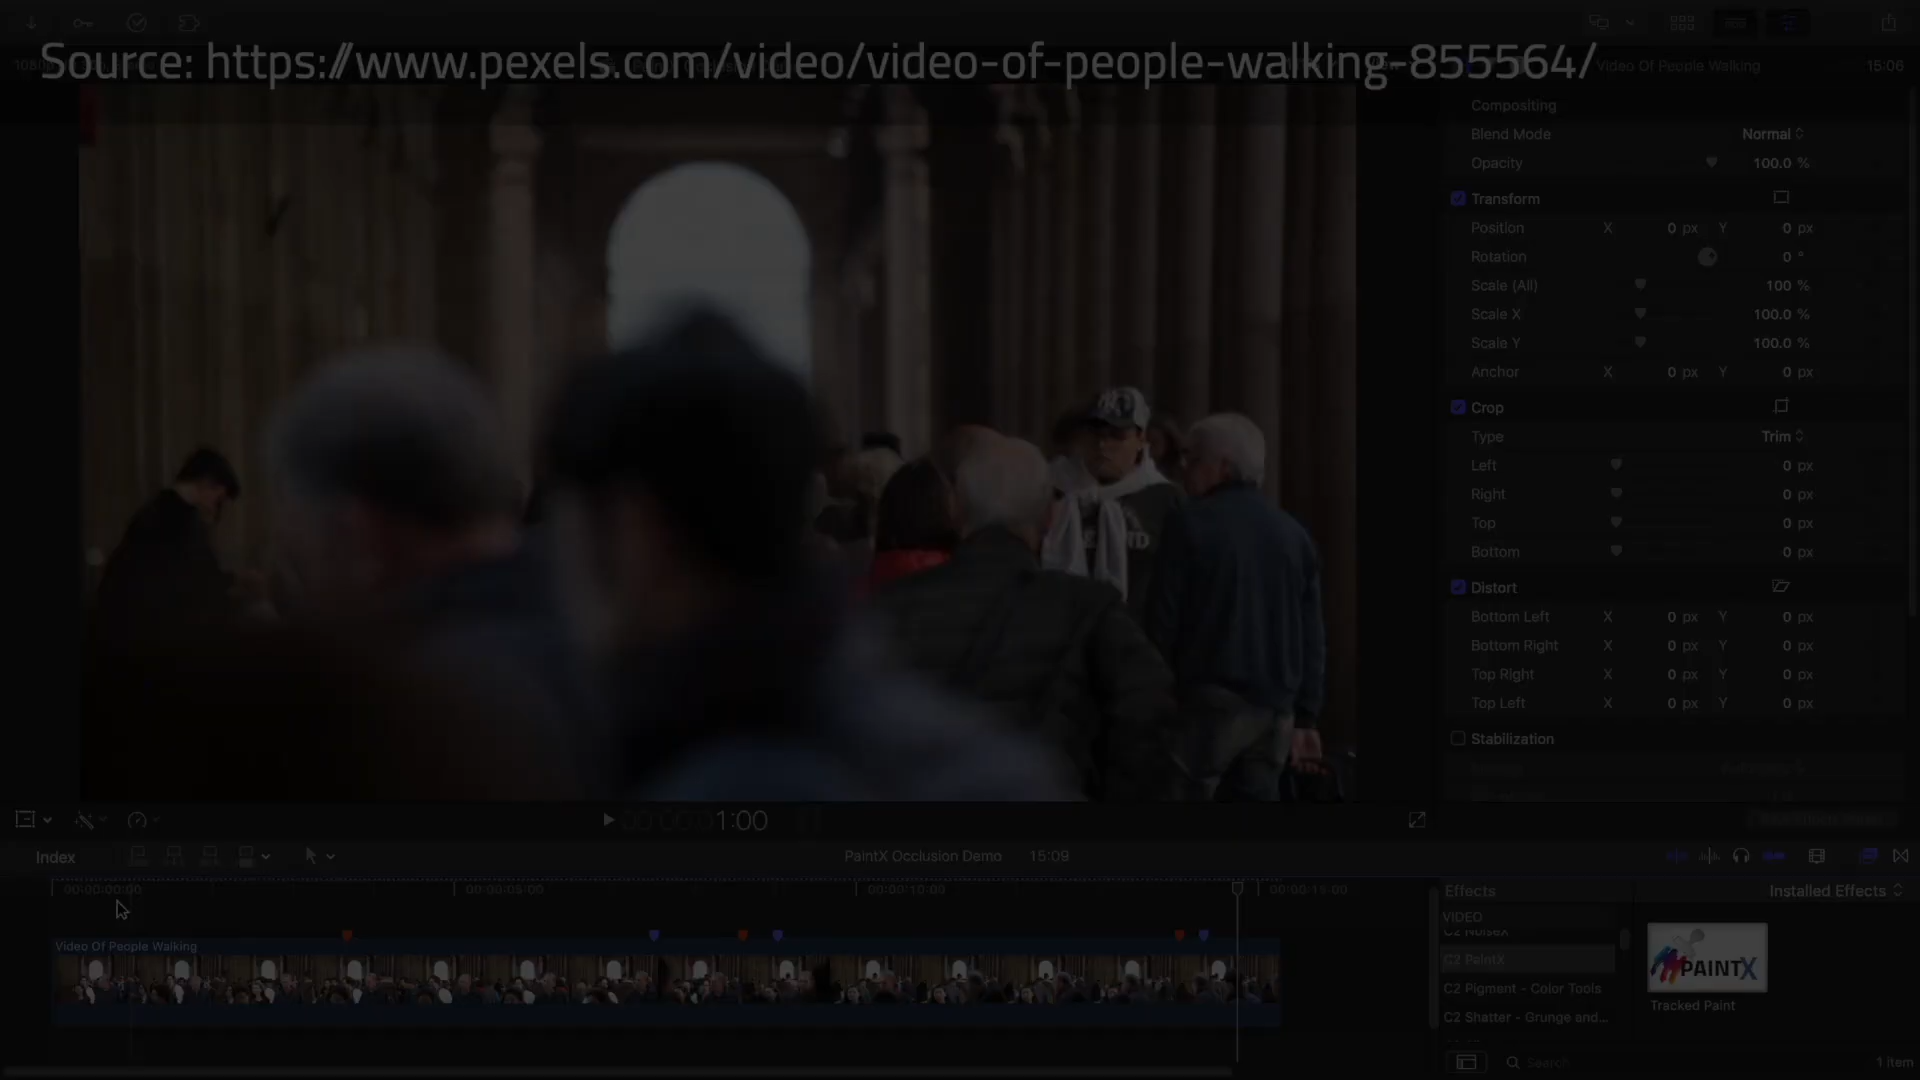 Source: https://www.pexels.com/video/video-of-people-walking-855564/
Video Of People Walking
15:06
Compositing
Blend Mode
Normal
Opacity
100.0 %
Transform
Position X 0 px Y 0 px
Rotation 0 °
Scale (All) 100 %
Scale X 100.0 %
Scale Y 100.0 %
Anchor X 0 px Y 0 px
Crop
Type Trim
Left 0 px
Right 0 px
Top 0 px
Bottom 0 px
Distort
Bottom Left X 0 px Y 0 px
Bottom Right X 0 px Y 0 px
Top Right X 0 px Y 0 px
Top Left X 0 px Y 0 px
Stabilization
1:00
Index
PaintX Occlusion Demo 15:09
00:00:00:00 00:00:05:00 00:00:10:00 00:00:15:00
Video Of People Walking
Effects
Installed Effects
VIDEO
C2 NoiseX
C2 PaintX
C2 Pigment - Color Tools
C2 Shatter - Grunge and...
PAINTX
Tracked Paint
Search
1 item